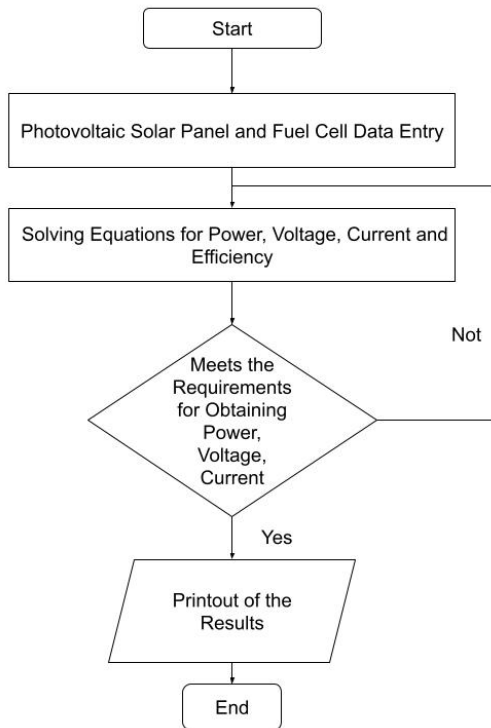 Start
Photovoltaic Solar Panel and Fuel Cell Data Entry
Solving Equations for Power, Voltage, Current and
Efficiency
Not
Meets the
Requirements
for Obtaining
Power,
Voltage,
Current
Yes
Printout of the
Results
End